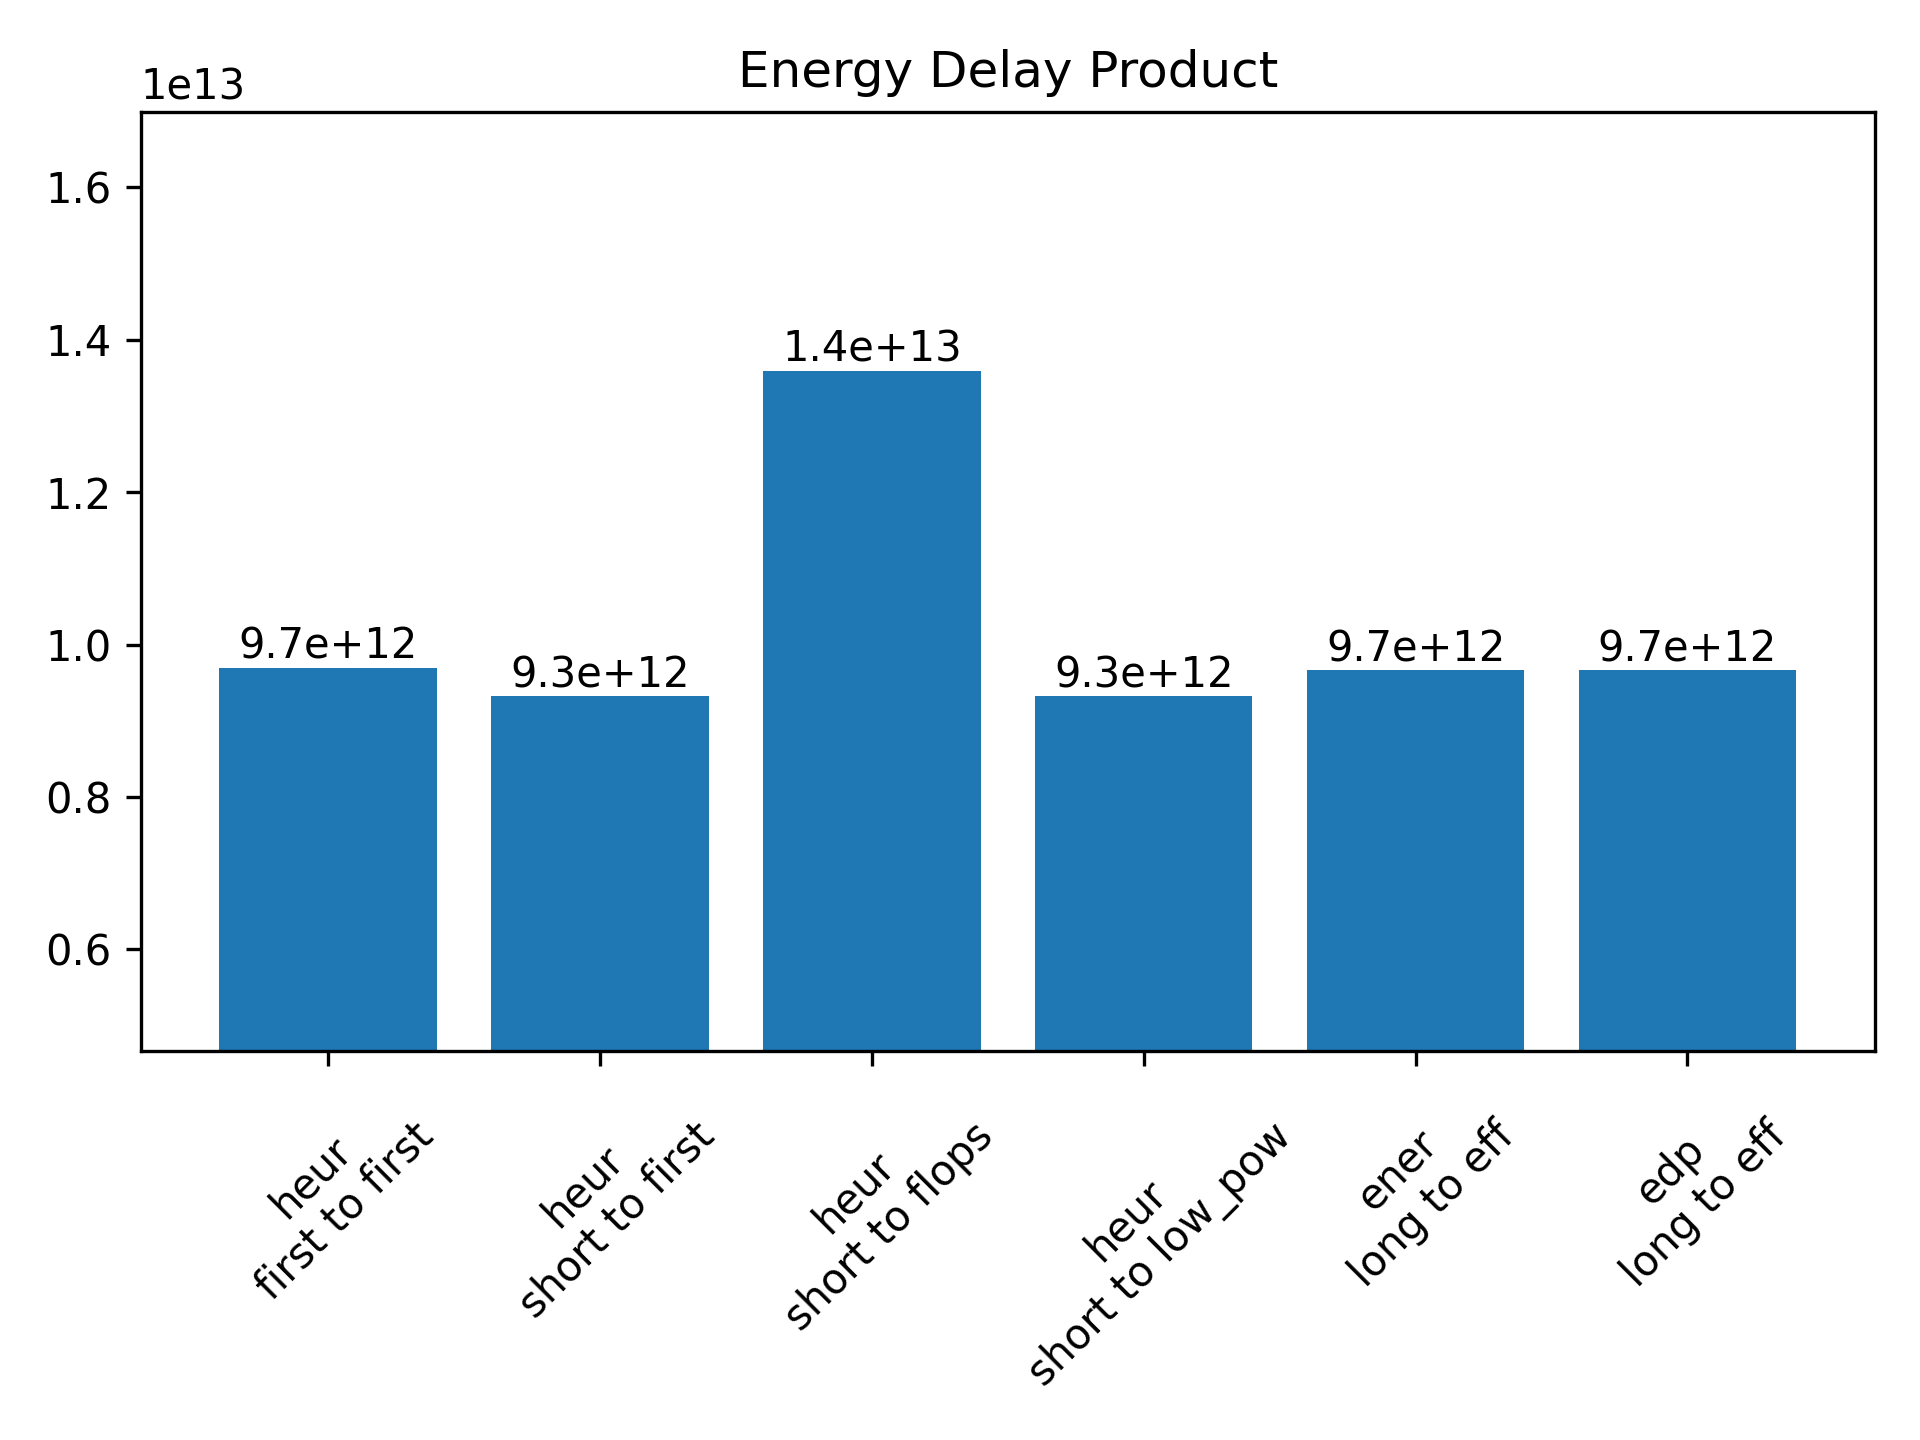 Energy Delay Product
1e13
1.6
1.4
1.2
1.0
0.8
0.6
9.7e+12
9.3e+12
1.4e+13
9.3e+12
9.7e+12
9.7e+12
heur
first to first
heur
short to first
heur
short to flops
heur
short to low_pow
ener
long to eff
edp
long to eff